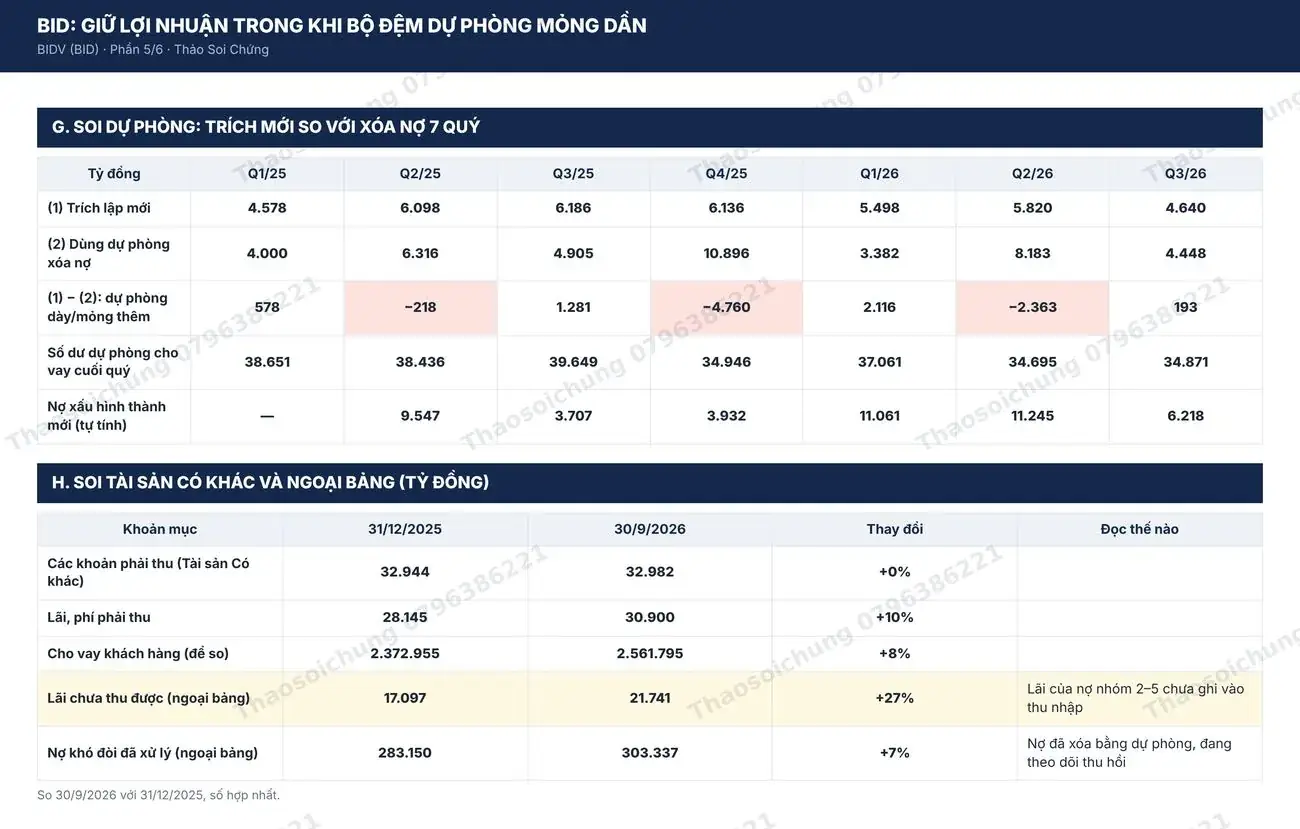 BID: GIỮ LỢI NHUẬN TRONG KHI BỘ ĐỆM DỰ PHÒNG MỎNG DẦN
BIDV (BID) · Phần 5/6 · Thảo Soi Chứng
G. SOI DỰ PHÒNG: TRÍCH MỚI SO VỚI XÓA NỢ 7 QUÝ
Tỷ đồng Q1/25 Q2/25 Q3/25 Q4/25 Q1/26 Q2/26 Q3/26
(1) Trích lập mới 4.578 6.098 6.186 6.136 5.498 5.820 4.640
(2) Dùng dự phòng xóa nợ 4.000 6.316 4.905 10.896 3.382 8.183 4.448
(1) − (2): dự phòng dày/mỏng thêm 578 −218 1.281 −4.760 2.116 −2.363 193
Số dư dự phòng cho vay cuối quý 38.651 38.436 39.649 34.946 37.061 34.695 34.871
Nợ xấu hình thành mới (tự tính) — 9.547 3.707 3.932 11.061 11.245 6.218
H. SOI TÀI SẢN CÓ KHÁC VÀ NGOẠI BẢNG (TỶ ĐỒNG)
Khoản mục 31/12/2025 30/9/2026 Thay đổi Đọc thế nào
Các khoản phải thu (Tài sản Có khác) 32.944 32.982 +0%
Lãi, phí phải thu 28.145 30.900 +10%
Cho vay khách hàng (để so) 2.372.955 2.561.795 +8%
Lãi chưa thu được (ngoại bảng) 17.097 21.741 +27% Lãi của nợ nhóm 2–5 chưa ghi vào thu nhập
Nợ khó đòi đã xử lý (ngoại bảng) 283.150 303.337 +7% Nợ đã xóa bằng dự phòng, đang theo dõi thu hồi
So 30/9/2026 với 31/12/2025, số hợp nhất.
Thaosoichung 0796386221